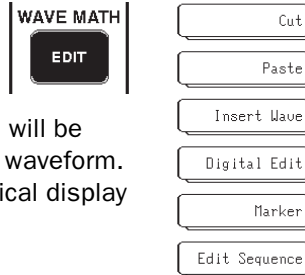 WAVE MATH
EDIT
will be
waveform.
ical display
Cut
Paste
Insert Wave
Digital Edit
Marker
Edit Sequence